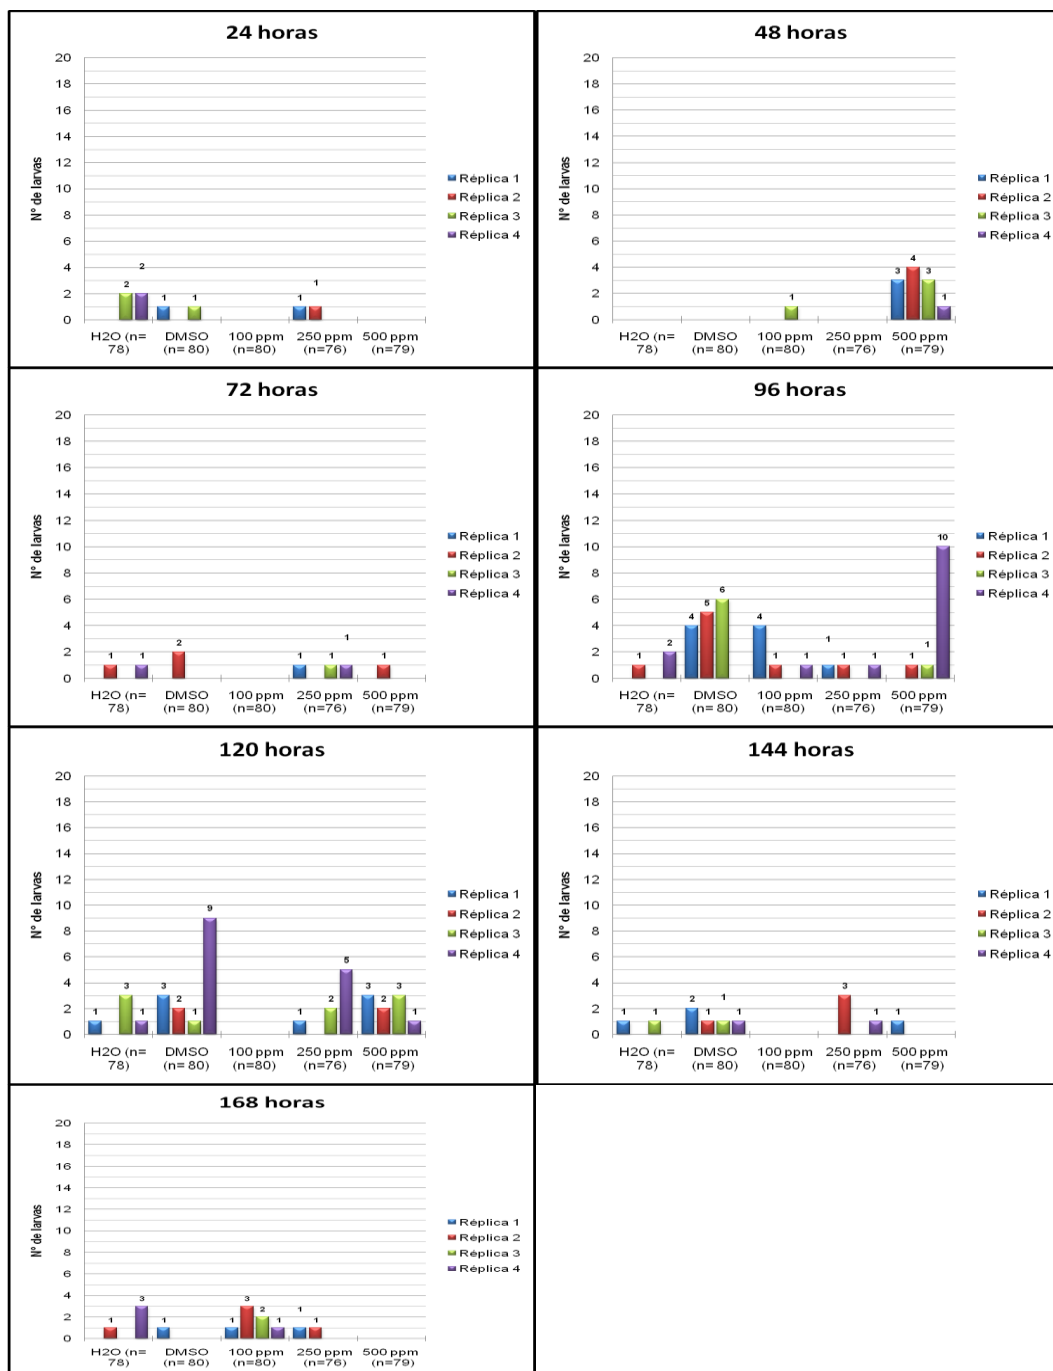 24 horas
20
18
16
14
12
10
8
6
4
2
0
N° de larvas
2
2
1
1
1
1
H2O (n= DMSO 100 ppm 250 ppm 500 ppm
78) (n= 80) (n=80) (n=76) (n=79)
Réplica 1
Réplica 2
Réplica 3
Réplica 4
48 horas
20
18
16
14
12
10
8
6
4
2
0
N° de larvas
1
3
4
3
1
H2O (n= DMSO 100 ppm 250 ppm 500 ppm
78) (n= 80) (n=80) (n=76) (n=79)
Réplica 1
Réplica 2
Réplica 3
Réplica 4
72 horas
20
18
16
14
12
10
8
6
4
2
0
N° de larvas
1
1
2
1
1
1
1
H2O (n= DMSO 100 ppm 250 ppm 500 ppm
78) (n= 80) (n=80) (n=76) (n=79)
Réplica 1
Réplica 2
Réplica 3
Réplica 4
96 horas
20
18
16
14
12
10
8
6
4
2
0
N° de larvas
1
2
4
5
6
4
1
1
1
1
1
1
1
10
H2O (n= DMSO 100 ppm 250 ppm 500 ppm
78) (n= 80) (n=80) (n=76) (n=79)
Réplica 1
Réplica 2
Réplica 3
Réplica 4
120 horas
20
18
16
14
12
10
8
6
4
2
0
N° de larvas
1
3
1
3
2
1
9
1
2
5
3
2
3
1
H2O (n= DMSO 100 ppm 250 ppm 500 ppm
78) (n= 80) (n=80) (n=76) (n=79)
Réplica 1
Réplica 2
Réplica 3
Réplica 4
144 horas
20
18
16
14
12
10
8
6
4
2
0
N° de larvas
1
1
2
1
1
1
3
1
1
H2O (n= DMSO 100 ppm 250 ppm 500 ppm
78) (n= 80) (n=80) (n=76) (n=79)
Réplica 1
Réplica 2
Réplica 3
Réplica 4
168 horas
20
18
16
14
12
10
8
6
4
2
0
N° de larvas
1
3
1
1
3
2
1
1
1
H2O (n= DMSO 100 ppm 250 ppm 500 ppm
78) (n= 80) (n=80) (n=76) (n=79)
Réplica 1
Réplica 2
Réplica 3
Réplica 4